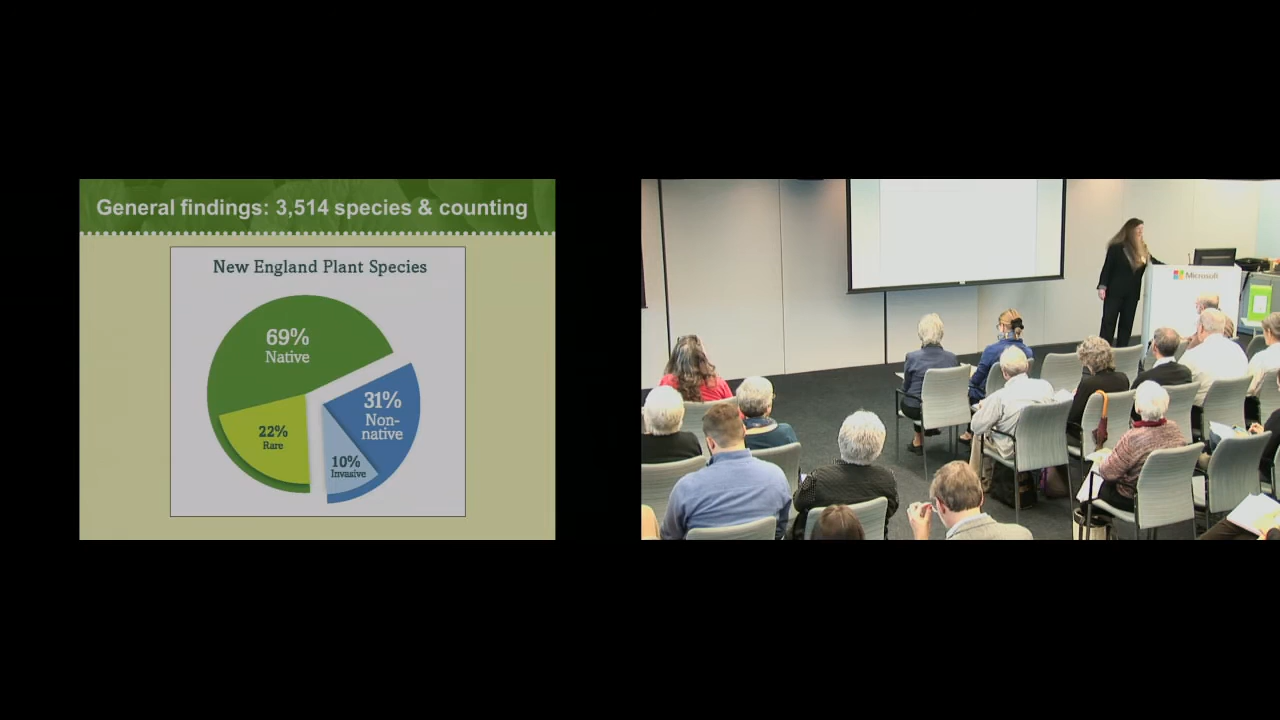 General findings: 3,514 species & counting
New England Plant Species
69%
Native
31%
Non-
native
22%
Rare
10%
Invasive
Microsoft